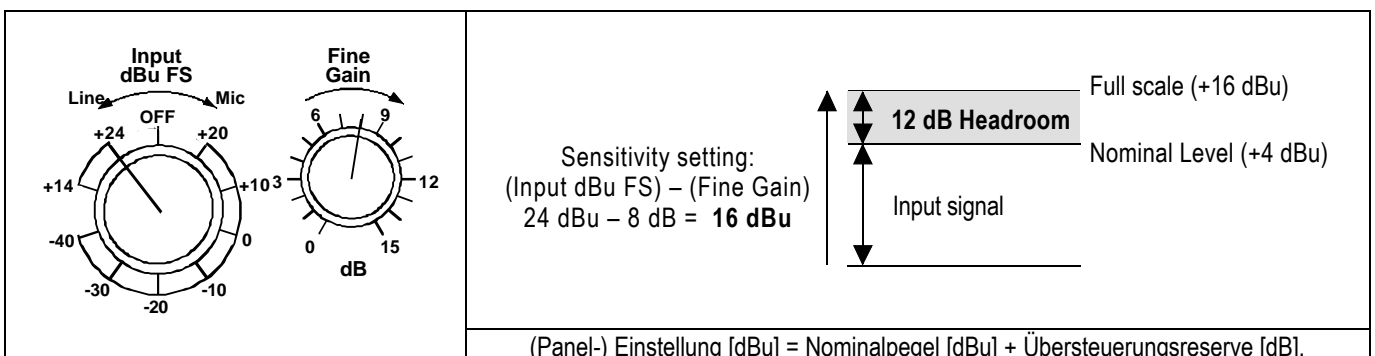 Input
dBu FS
Line
Mic
OFF
+24
+20
+14
+10
-40
0
-30
-10
-20
Fine
Gain
6
9
3
12
0
15
dB
Sensitivity setting:
(Input dBu FS) – (Fine Gain)
24 dBu – 8 dB = 16 dBu
Full scale (+16 dBu)
12 dB Headroom
Nominal Level (+4 dBu)
Input signal
(Panel-) Einstellung [dBu] = Nominalpegel [dBu] + Übersteuerungsreserve [dB].